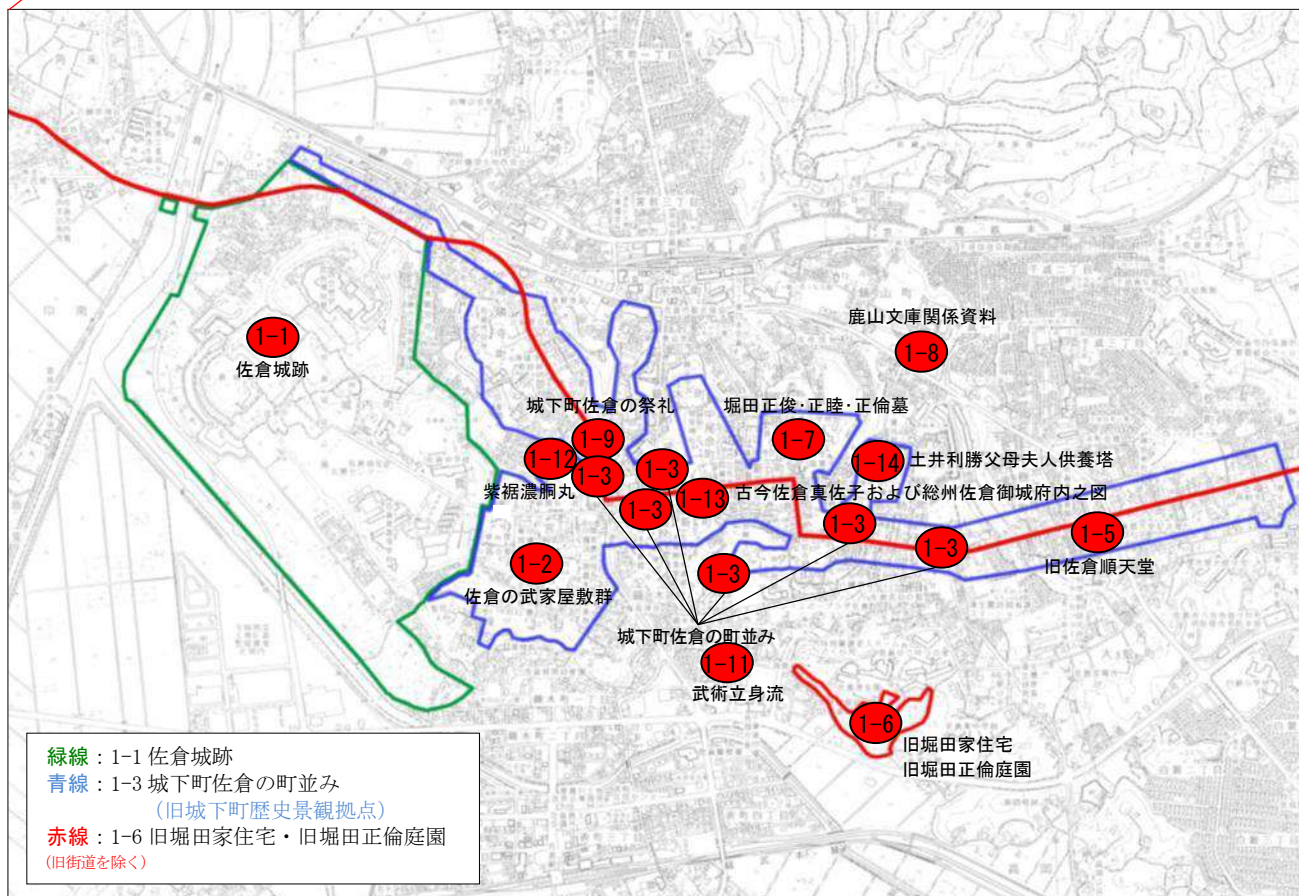 鹿山文庫関係資料
1-8
1-1
佐倉城跡
城下町佐倉の祭礼
堀田正俊・正睦・正倫墓
1-9
1-7
1-12
1-3
1-3
1-14
土井利勝父母夫人供養塔
紫裾濃胴丸
1-3
1-13
古今佐倉真佐子および総州佐倉御城府内之図
1-3
1-3
1-5
旧佐倉順天堂
1-2
佐倉の武家屋敷群
1-3
城下町佐倉の町並み
1-11
武術立身流
1-6
旧堀田家住宅
旧堀田正倫庭園
緑線：1-1 佐倉城跡
青線：1-3 城下町佐倉の町並み
（旧城下町歴史景観拠点）
赤線：1-6 旧堀田家住宅・旧堀田正倫庭園
(旧街道を除く)